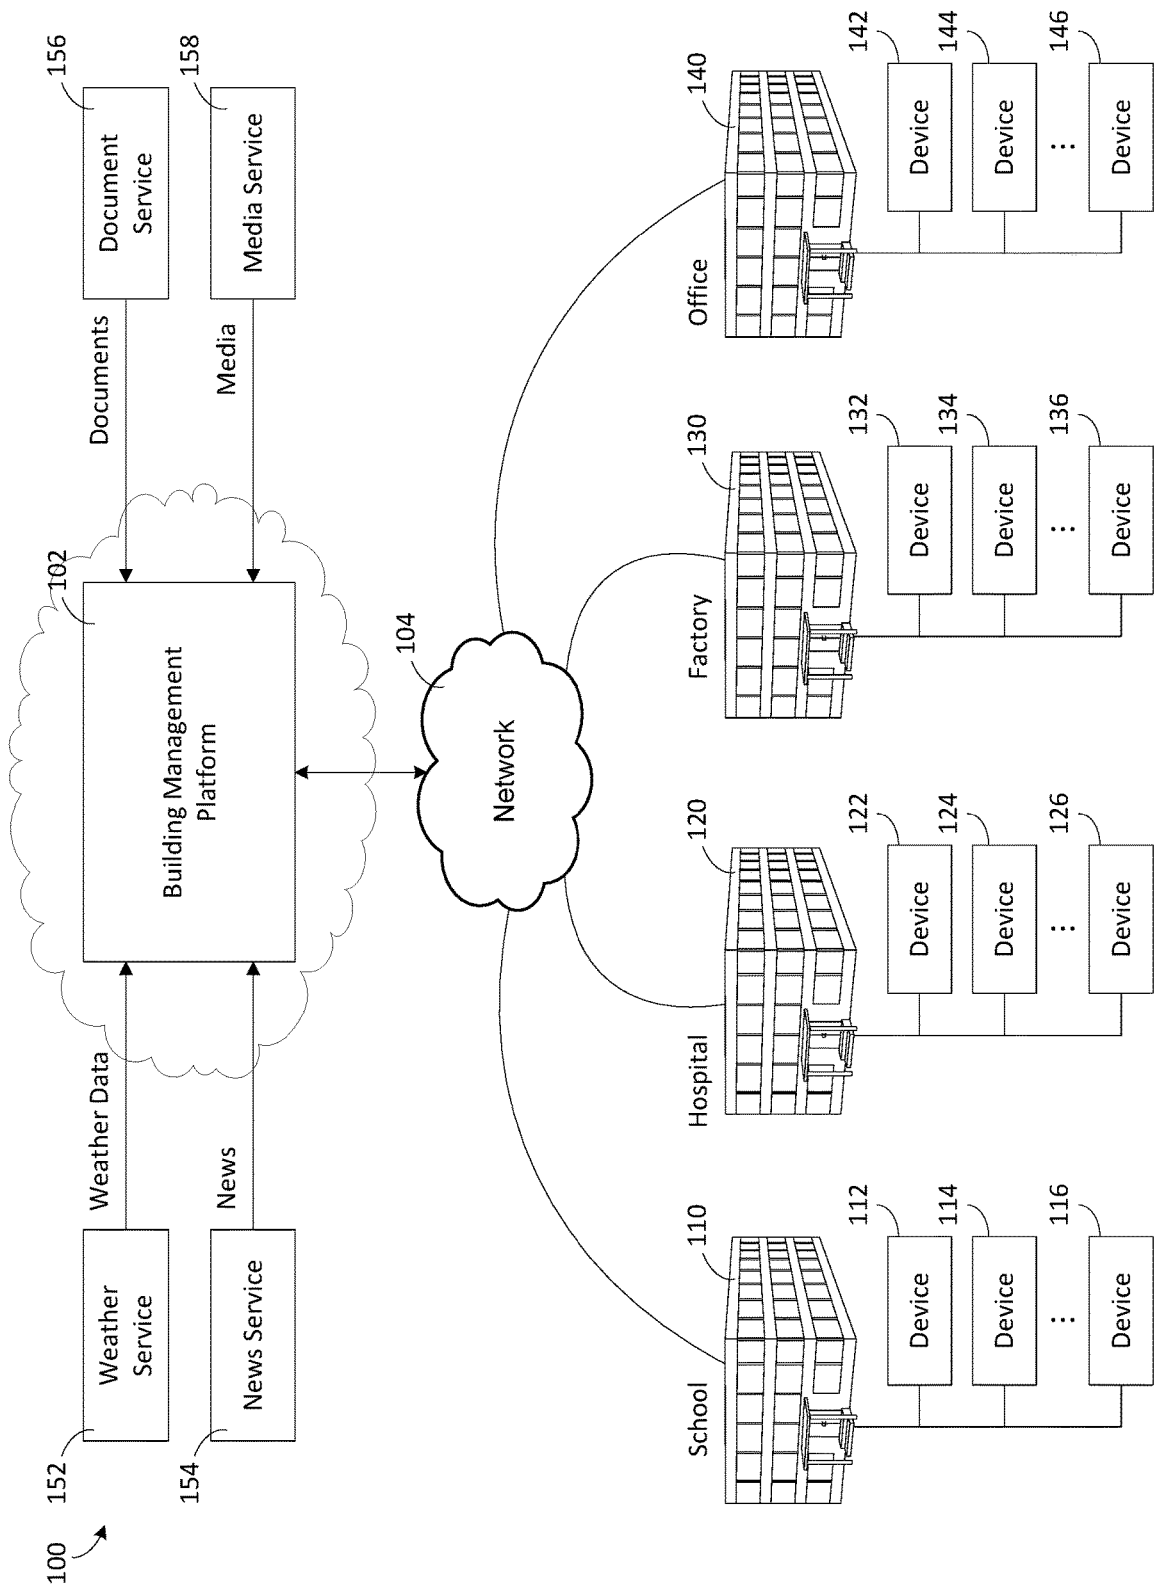 100
152
Weather
Service
154
News Service
Weather Data
News
102
Building Management
Platform
Documents
Media
156
Document
Service
158
Media Service
104
Network
School
110
Hospital
120
Factory
130
Office
140
112
Device
114
Device
...
116
Device
122
Device
124
Device
...
126
Device
132
Device
134
Device
...
136
Device
142
Device
144
Device
...
146
Device